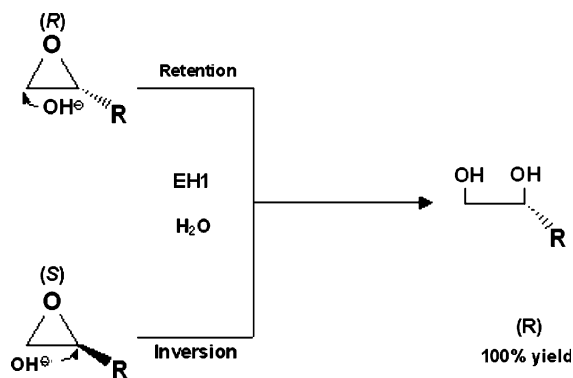 (R)
O
OH⊖
R
Retention
EH1
H₂O
OH
OH
R
(S)
O
OH⊖
R
Inversion
(R)
100% yield